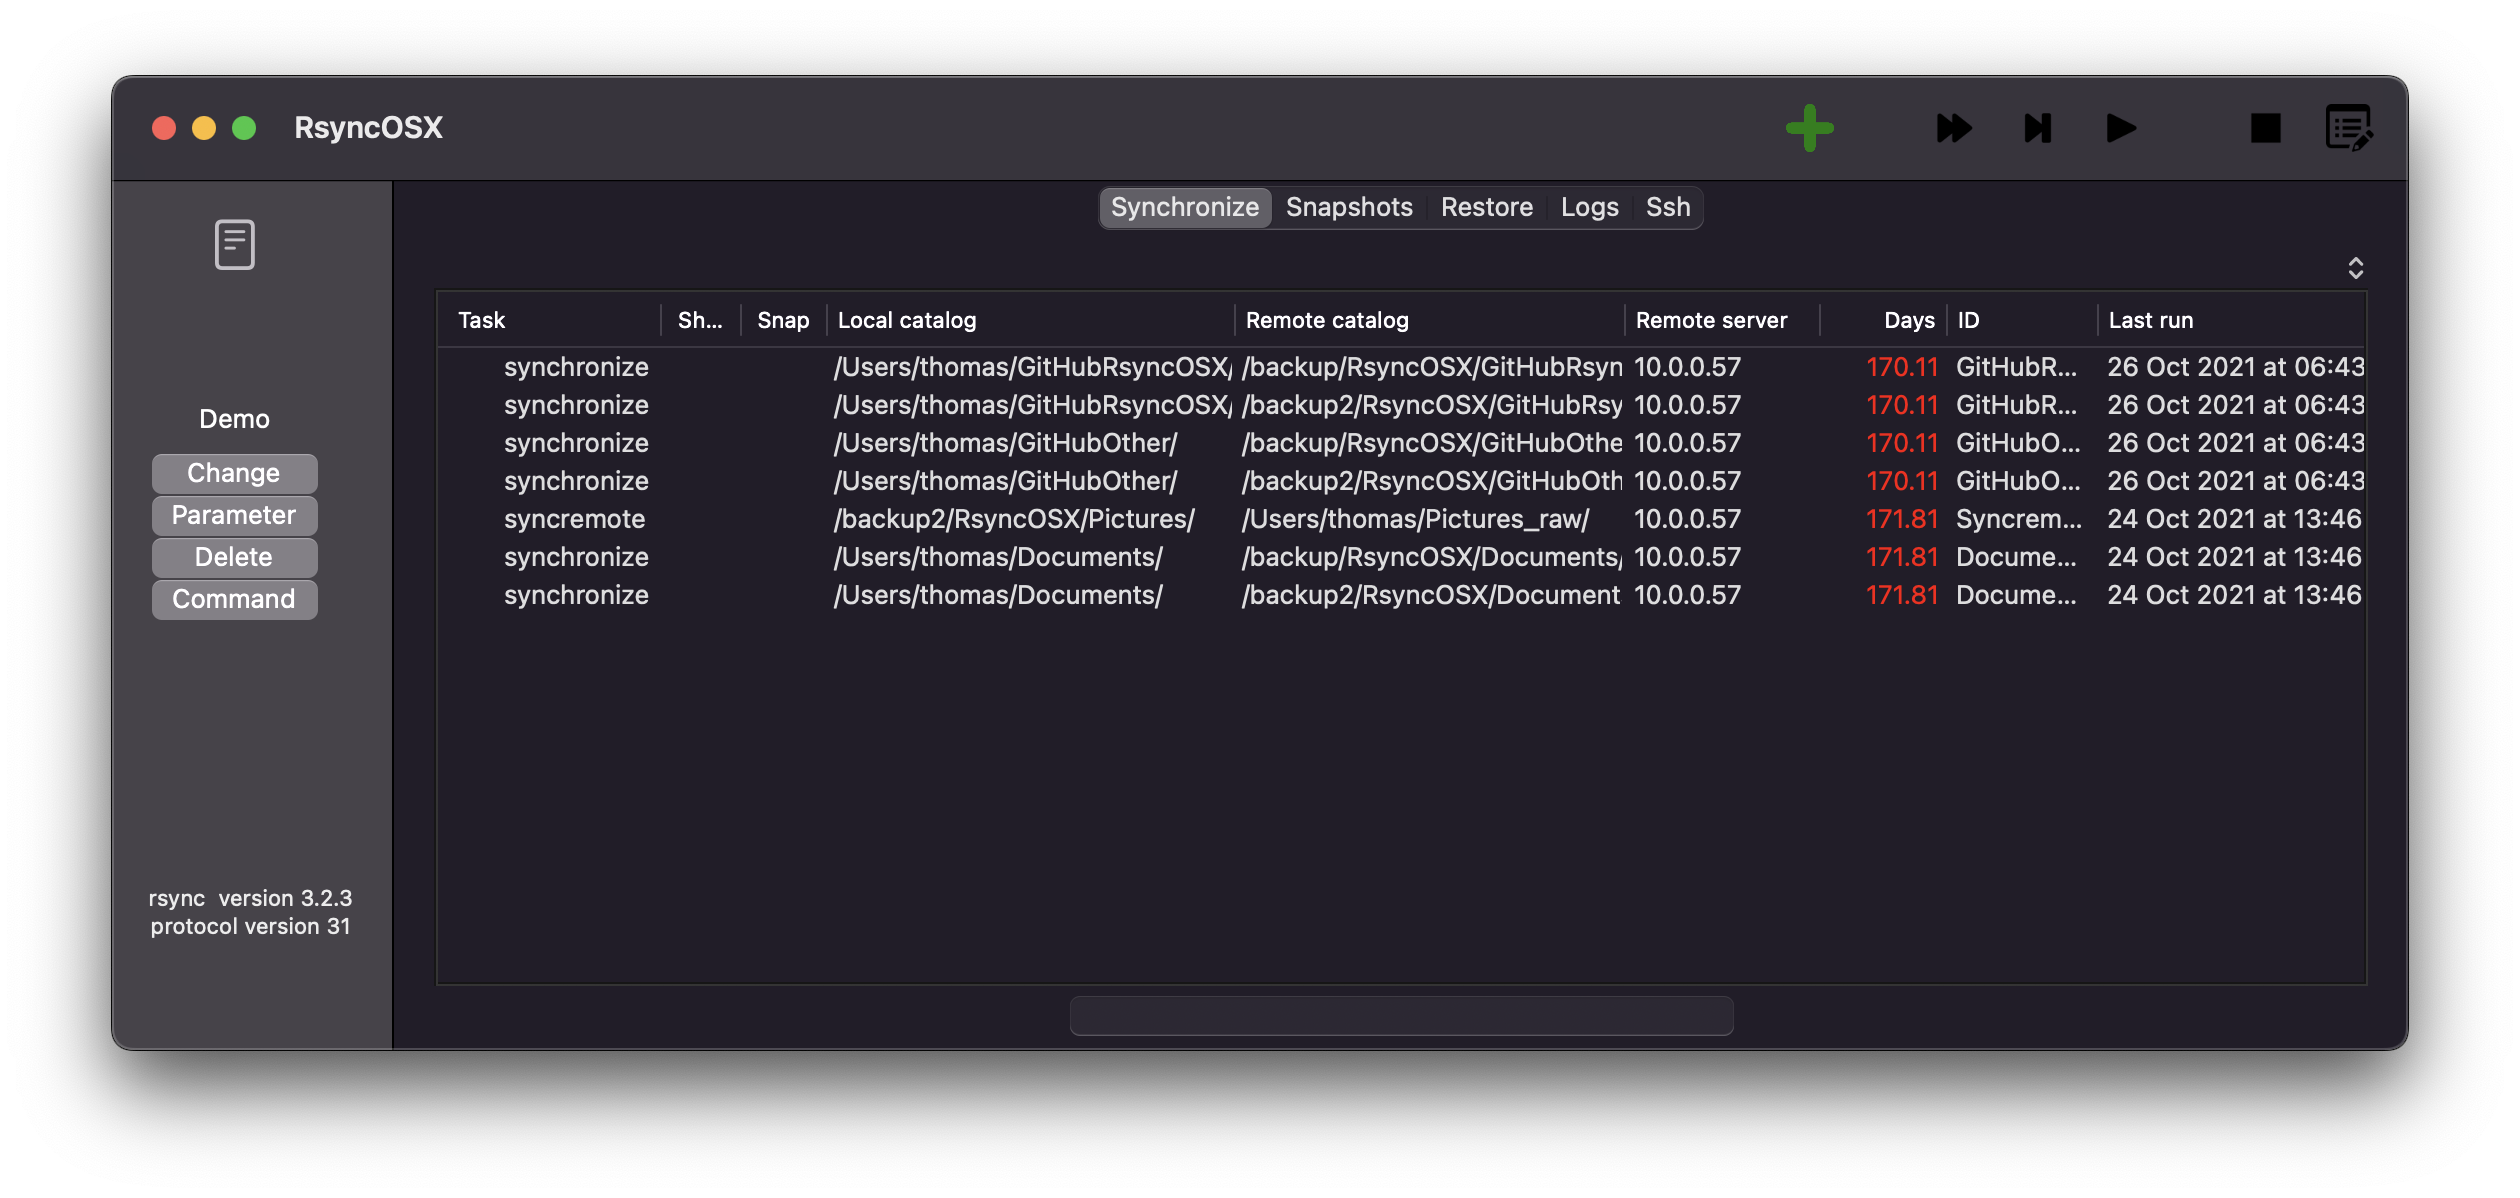 RsyncOSX
Synchronize Snapshots Restore Logs Ssh
Task Sh... Snap Local catalog Remote catalog Remote server Days ID Last run
synchronize /Users/thomas/GitHubRsyncOSX/ /backup/RsyncOSX/GitHubRsyn 10.0.0.57 170.11 GitHubR... 26 Oct 2021 at 06:43
synchronize /Users/thomas/GitHubRsyncOSX/ /backup2/RsyncOSX/GitHubRsy 10.0.0.57 170.11 GitHubR... 26 Oct 2021 at 06:43
synchronize /Users/thomas/GitHubOther/ /backup/RsyncOSX/GitHubOthe 10.0.0.57 170.11 GitHubO... 26 Oct 2021 at 06:43
synchronize /Users/thomas/GitHubOther/ /backup2/RsyncOSX/GitHubOth 10.0.0.57 170.11 GitHubO... 26 Oct 2021 at 06:43
syncremote /backup2/RsyncOSX/Pictures/ /Users/thomas/Pictures_raw/ 10.0.0.57 171.81 Syncrem... 24 Oct 2021 at 13:46
synchronize /Users/thomas/Documents/ /backup/RsyncOSX/Documents/ 10.0.0.57 171.81 Docume... 24 Oct 2021 at 13:46
synchronize /Users/thomas/Documents/ /backup2/RsyncOSX/Document 10.0.0.57 171.81 Docume... 24 Oct 2021 at 13:46
Demo
Change
Parameter
Delete
Command
rsync version 3.2.3
protocol version 31